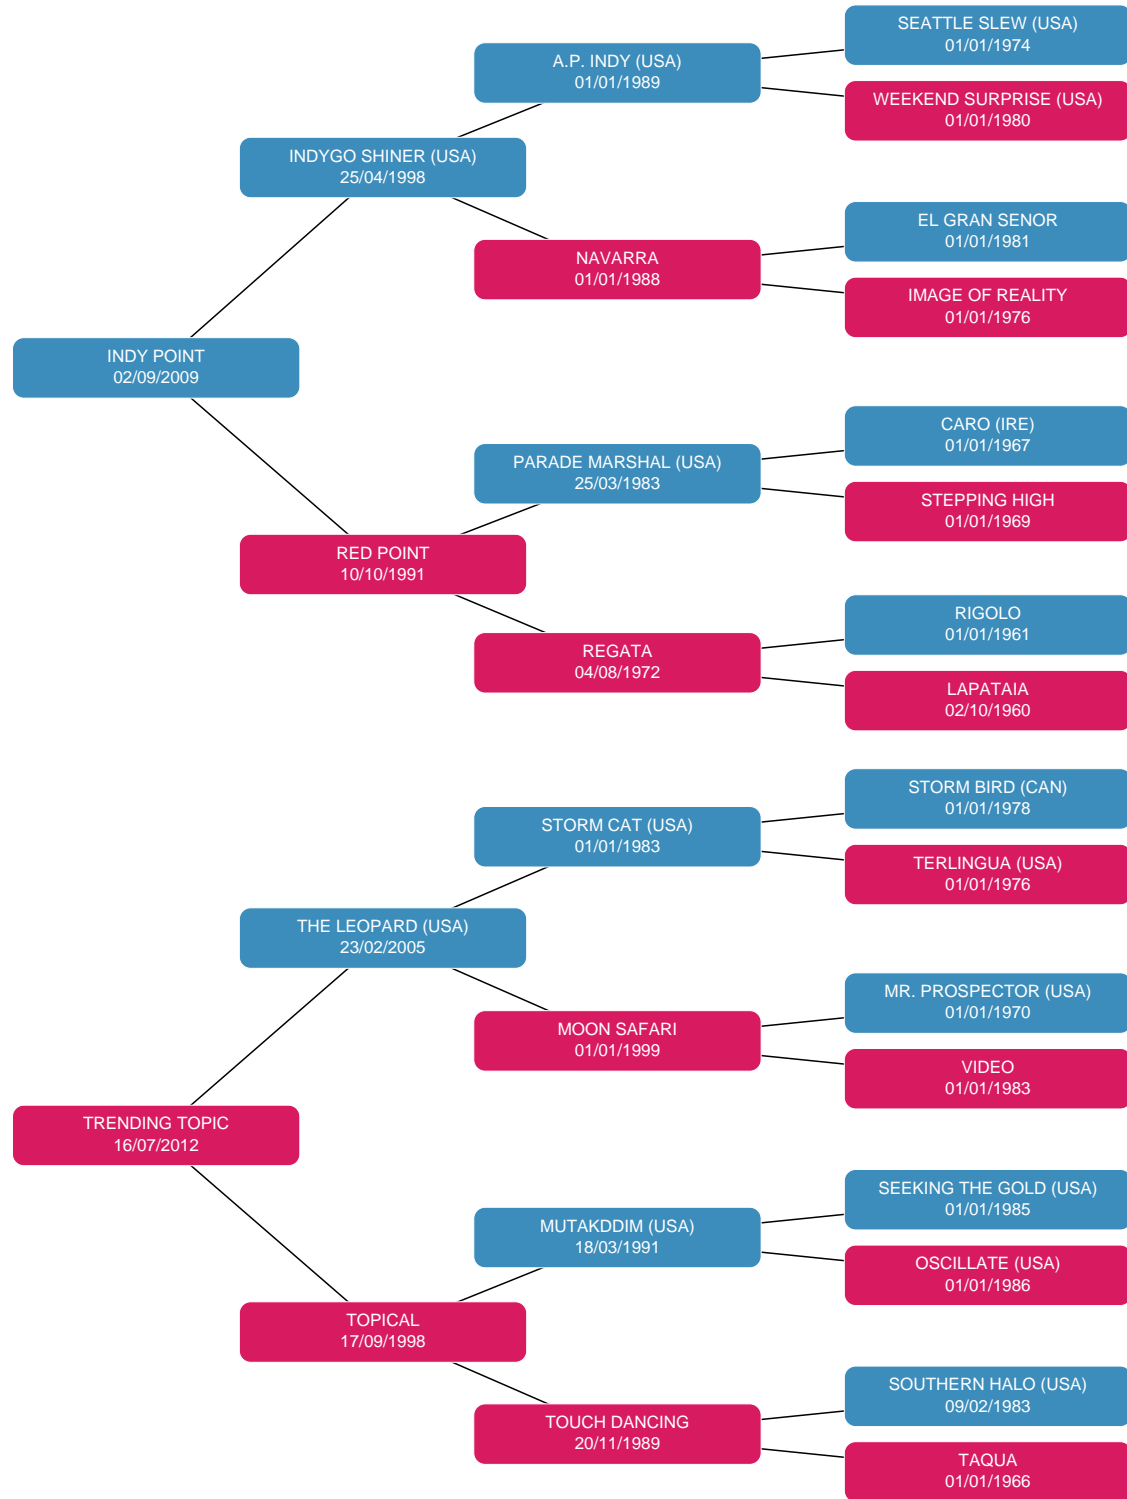 SEATTLE SLEW (USA)
01/01/1974
A.P. INDY (USA)
01/01/1989
WEEKEND SURPRISE (USA)
01/01/1980
INDYGO SHINER (USA)
25/04/1998
EL GRAN SENOR
01/01/1981
NAVARRA
01/01/1988
IMAGE OF REALITY
01/01/1976
INDY POINT
02/09/2009
CARO (IRE)
01/01/1967
PARADE MARSHAL (USA)
25/03/1983
STEPPING HIGH
01/01/1969
RED POINT
10/10/1991
RIGOLO
01/01/1961
REGATA
04/08/1972
LAPATAIA
02/10/1960
STORM BIRD (CAN)
01/01/1978
STORM CAT (USA)
01/01/1983
TERLINGUA (USA)
01/01/1976
THE LEOPARD (USA)
23/02/2005
MR. PROSPECTOR (USA)
01/01/1970
MOON SAFARI
01/01/1999
VIDEO
01/01/1983
TRENDING TOPIC
16/07/2012
SEEKING THE GOLD (USA)
01/01/1985
MUTAKDDIM (USA)
18/03/1991
OSCILLATE (USA)
01/01/1986
TOPICAL
17/09/1998
SOUTHERN HALO (USA)
09/02/1983
TOUCH DANCING
20/11/1989
TAQUA
01/01/1966